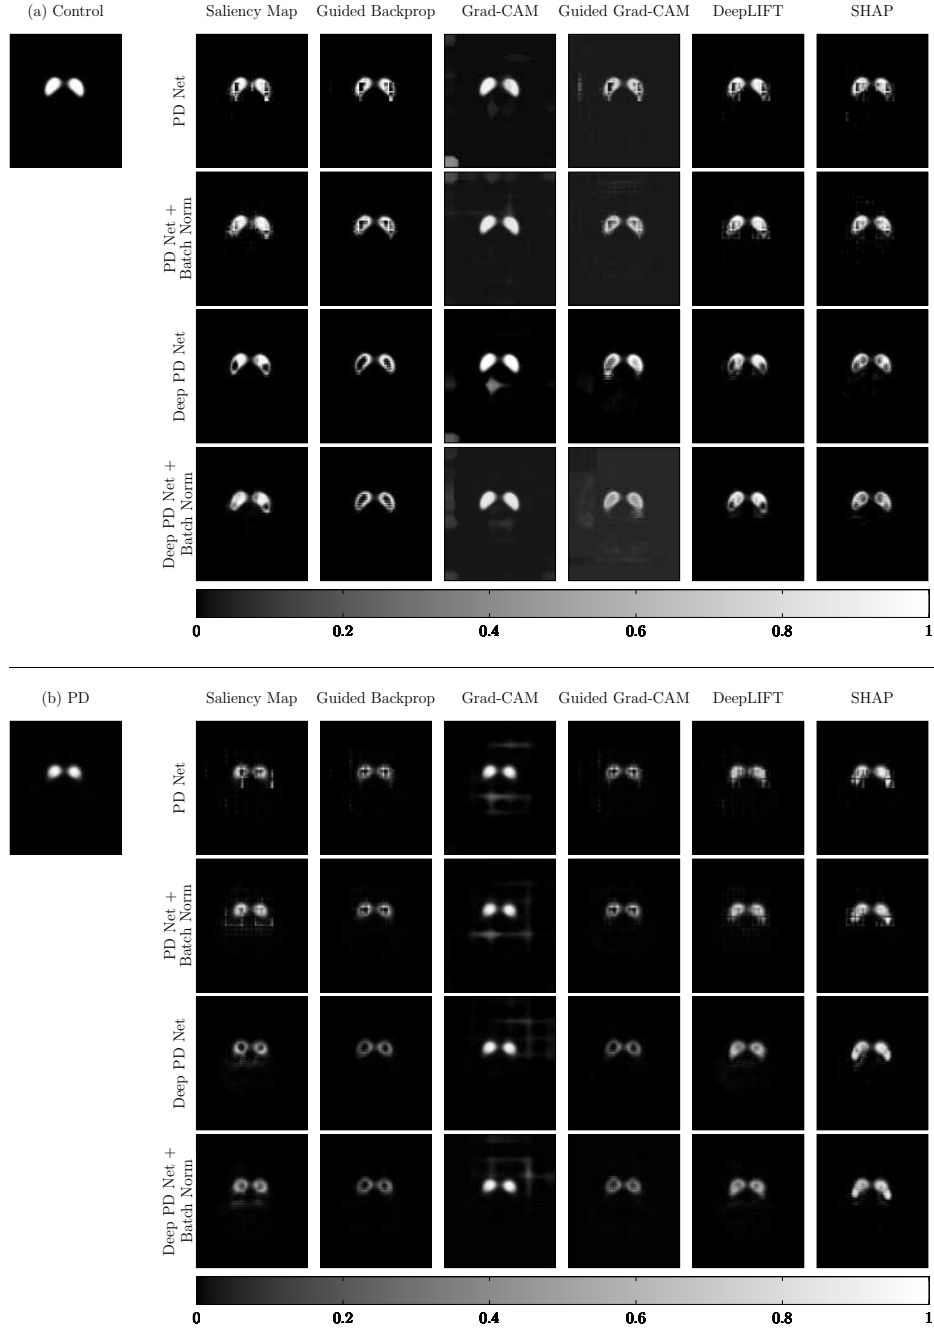 (a) Control
Saliency Map Guided Backprop Grad-CAM Guided Grad-CAM DeepLIFT SHAP
PD Net
PD Net +
Batch Norm
Deep PD Net
Deep PD Net +
Batch Norm
0 0.2 0.4 0.6 0.8 1
(b) PD
Saliency Map Guided Backprop Grad-CAM Guided Grad-CAM DeepLIFT SHAP
PD Net
PD Net +
Batch Norm
Deep PD Net
Deep PD Net +
Batch Norm
0 0.2 0.4 0.6 0.8 1